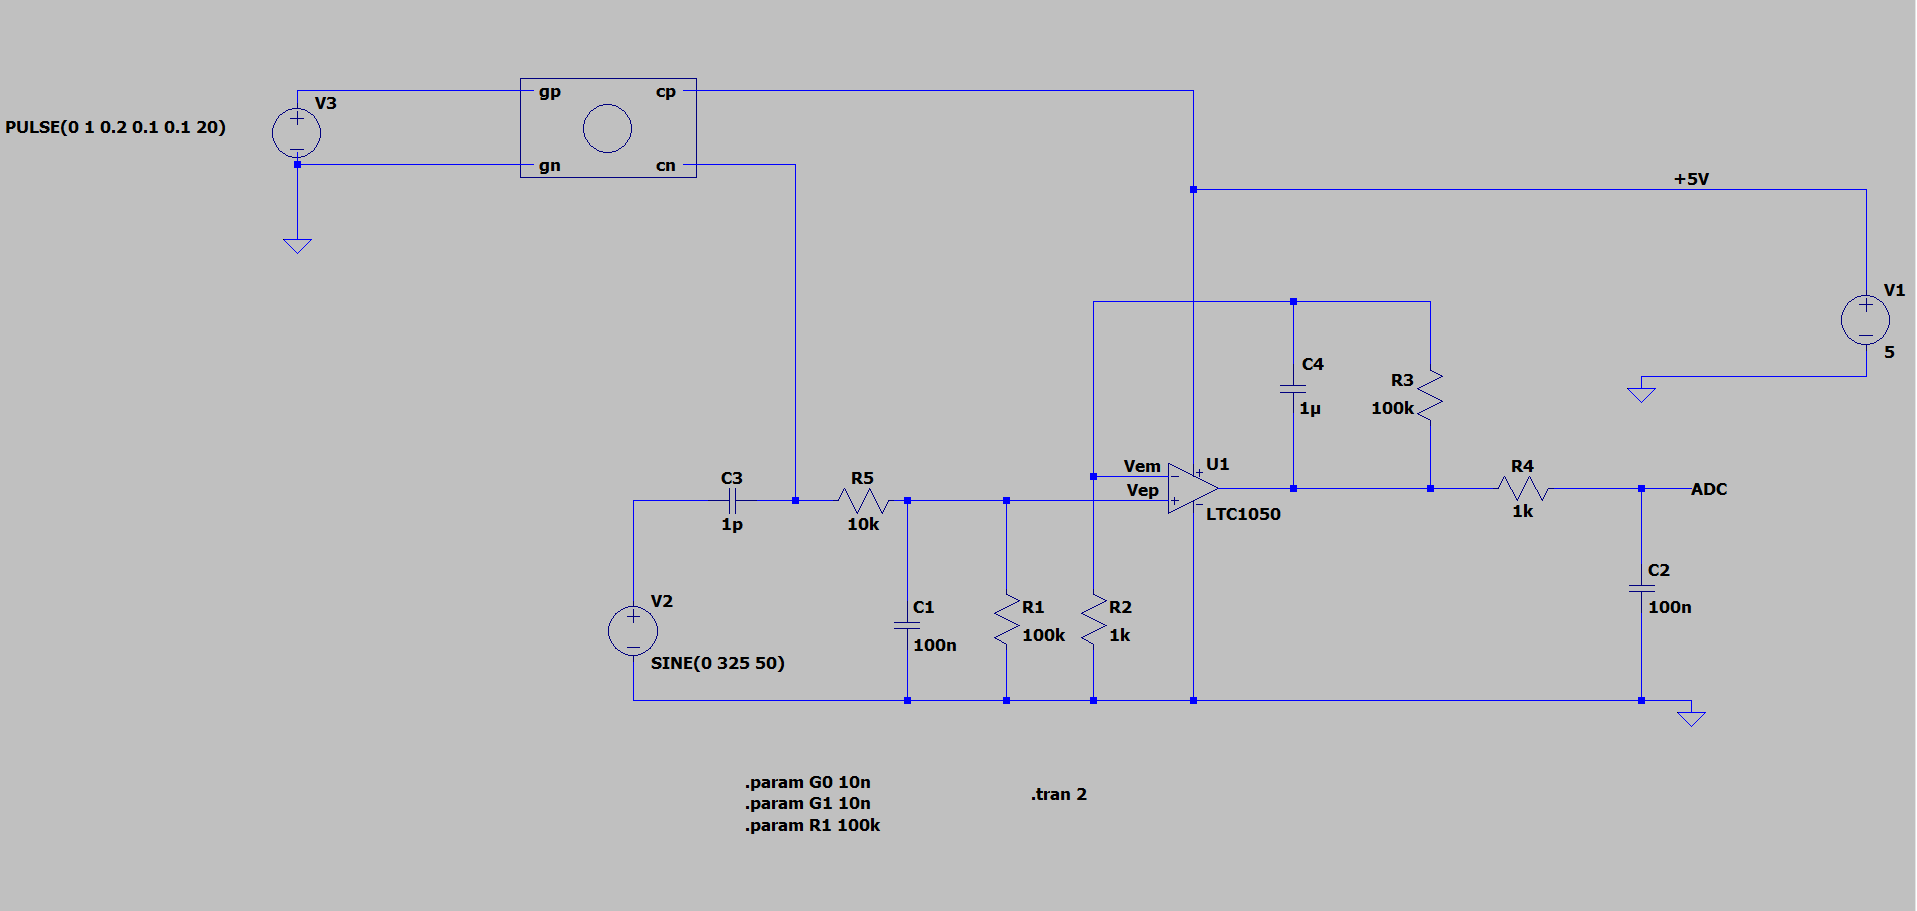 V3
PULSE(0 1 0.2 0.1 0.1 20)
gp
cp
gn
cn
+5V
V1
5
C4
1µ
R3
100k
C3
1p
R5
10k
Vem
Vep
U1
LTC1050
R4
1k
ADC
V2
SINE(0 325 50)
C1
100n
R1
100k
R2
1k
C2
100n
.param G0 10n
.param G1 10n
.param R1 100k
.tran 2